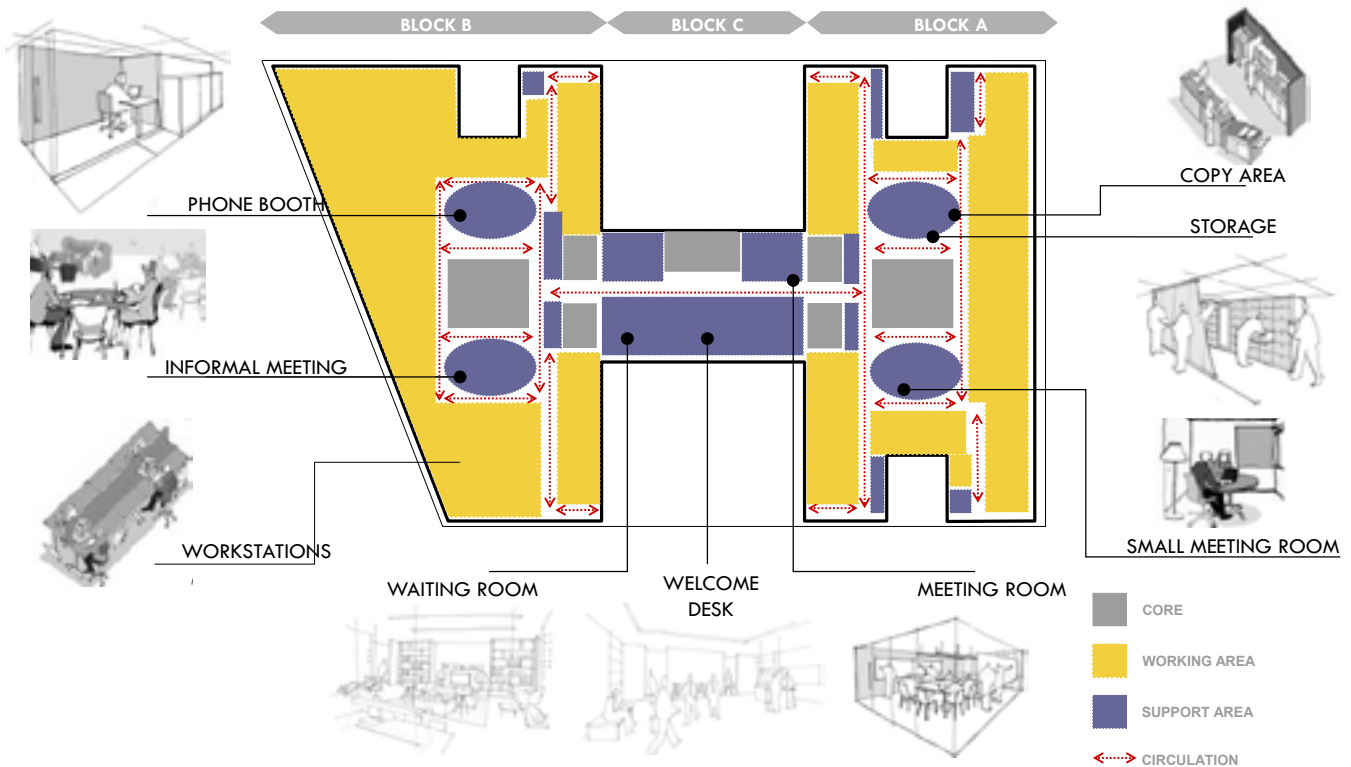 BLOCK B
BLOCK C
BLOCK A
COPY AREA
PHONE BOOTH
STORAGE
INFORMAL MEETING
WORKSTATIONS
SMALL MEETING ROOM
WAITING ROOM
WELCOME
DESK
MEETING ROOM
CORE
WORKING AREA
SUPPORT AREA
CIRCULATION